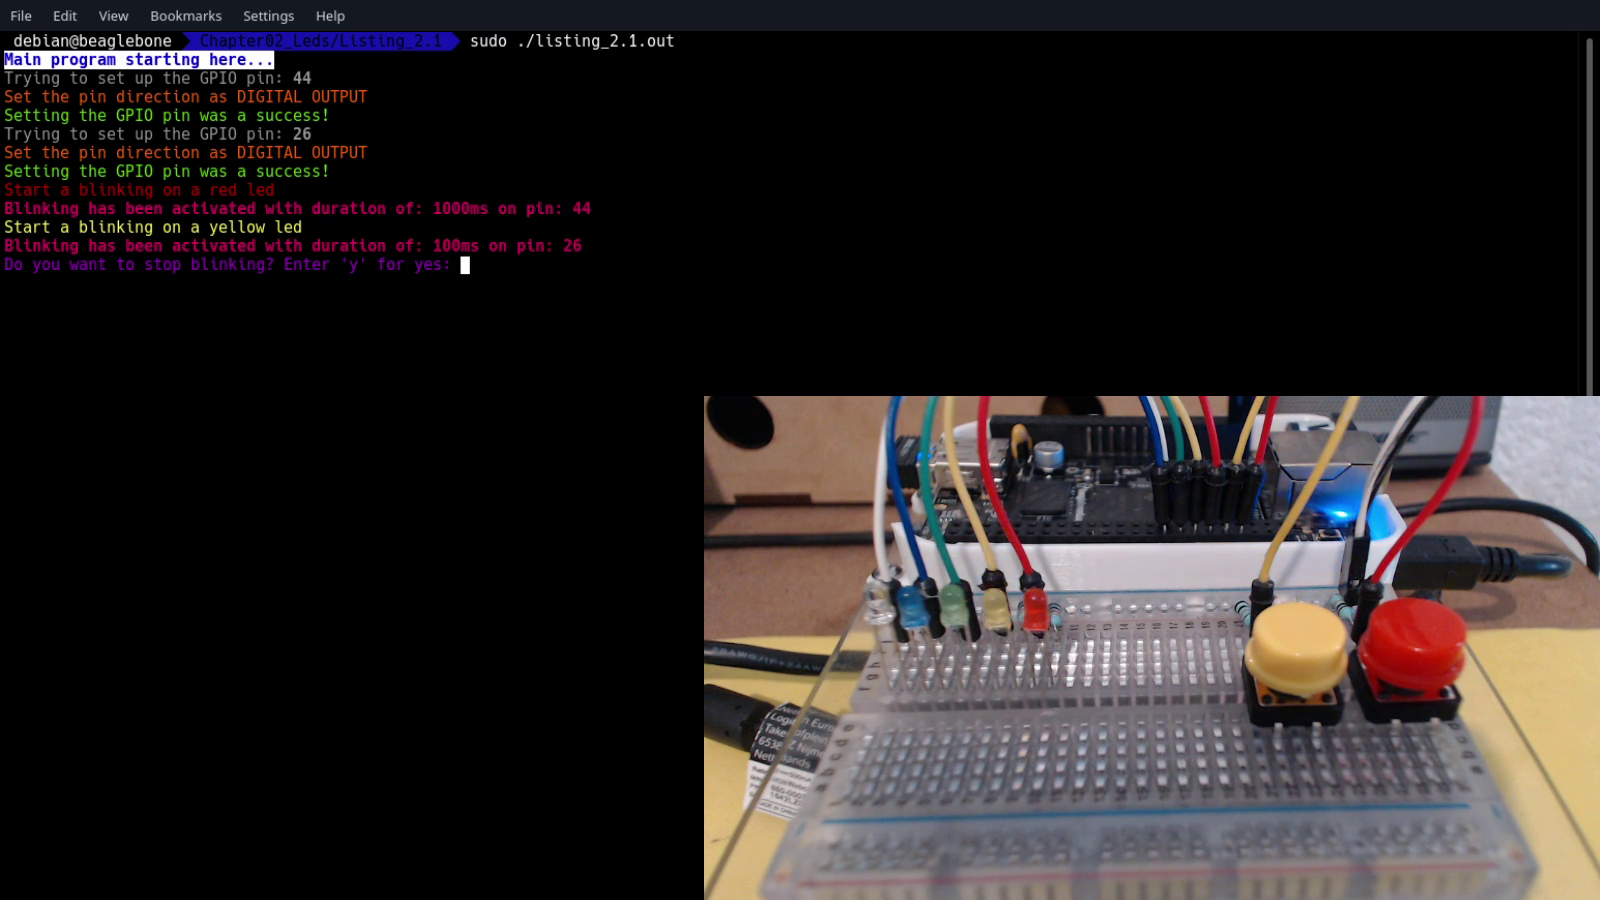 File Edit View Bookmarks Settings Help
debian@beaglebone Chapter02_Leds/Listing_2.1 sudo ./listing_2.1.out
Main program starting here...
Trying to set up the GPIO pin: 44
Set the pin direction as DIGITAL OUTPUT
Setting the GPIO pin was a success!
Trying to set up the GPIO pin: 26
Set the pin direction as DIGITAL OUTPUT
Setting the GPIO pin was a success!
Start a blinking on a red led
Blinking has been activated with duration of: 1000ms on pin: 44
Start a blinking on a yellow led
Blinking has been activated with duration of: 100ms on pin: 26
Do you want to stop blinking? Enter 'y' for yes: